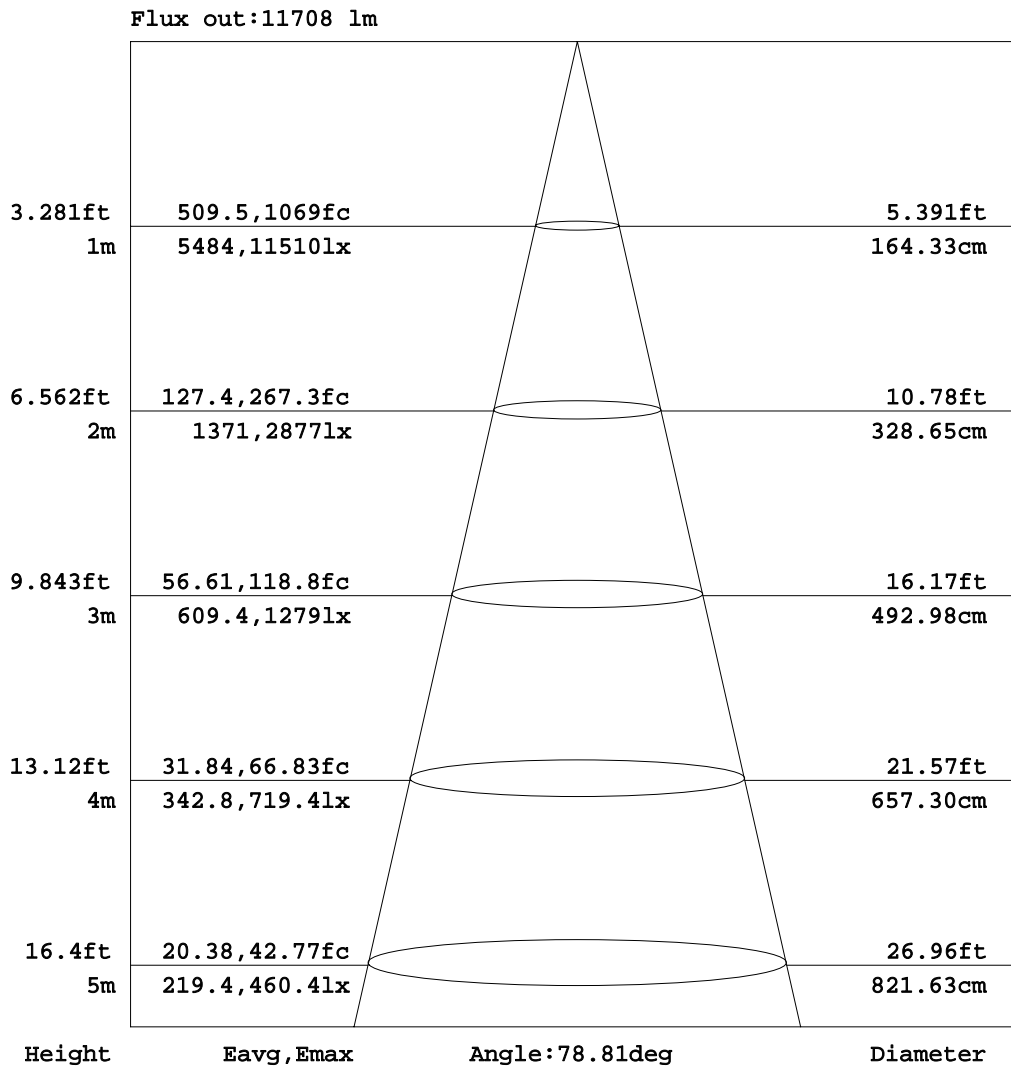 Flux out:11708 lm
3.281ft 509.5,1069fc 5.391ft
1m 5484,11510lx 164.33cm
6.562ft 127.4,267.3fc 10.78ft
2m 1371,2877lx 328.65cm
9.843ft 56.61,118.8fc 16.17ft
3m 609.4,1279lx 492.98cm
13.12ft 31.84,66.83fc 21.57ft
4m 342.8,719.4lx 657.30cm
16.4ft 20.38,42.77fc 26.96ft
5m 219.4,460.4lx 821.63cm
Height Eavg,Emax Angle:78.81deg Diameter